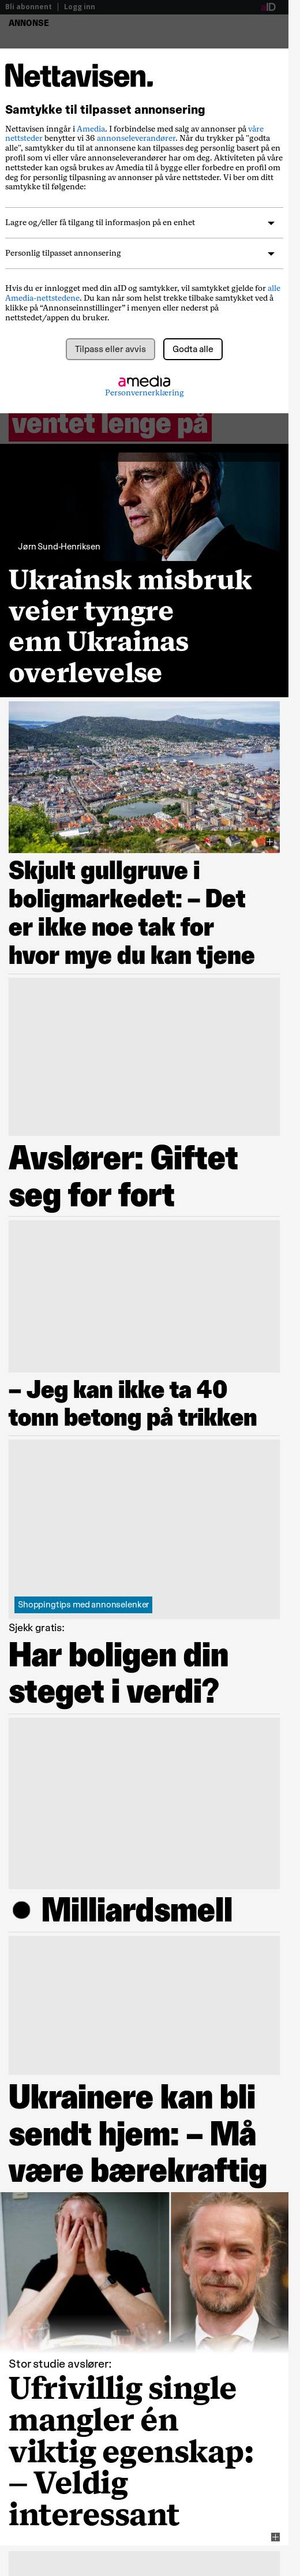 Bli abonnent | Logg inn
aID
ANNONSE
Nettavisen.
Samtykke til tilpasset annonsering
Nettavisen inngår i Amedia. I forbindelse med salg av annonser på våre
nettsteder benytter vi 36 annonseleverandører. Når du trykker på "godta
alle", samtykker du til at annonsene kan tilpasses deg personlig basert på en
profil som vi eller våre annonseleverandører har om deg. Aktiviteten på våre
nettsteder kan også brukes av Amedia til å bygge eller forbedre en profil om
deg for personlig tilpasning av annonser på våre nettsteder. Vi ber om ditt
samtykke til følgende:
Lagre og/eller få tilgang til informasjon på en enhet
Personlig tilpasset annonsering
Hvis du er innlogget med din aID og samtykker, vil samtykket gjelde for alle
Amedia-nettstedene. Du kan når som helst trekke tilbake samtykket ved å
klikke på “Annonseinnstillinger” i menyen eller nederst på
nettstedet/appen du bruker.
Tilpass eller avvis
Godta alle
amedia
Personvernerklæring
ventet lenge på
Jørn Sund-Henriksen
Ukrainsk misbruk
veier tyngre
enn Ukrainas
overlevelse
Skjult gullgruve i
boligmarkedet: – Det
er ikke noe tak for
hvor mye du kan tjene
Avslører: Giftet
seg for fort
– Jeg kan ikke ta 40
tonn betong på trikken
Shoppingtips med annonselenker
Sjekk gratis:
Har boligen din
steget i verdi?
● Milliardsmell
Ukrainere kan bli
sendt hjem: – Må
være bærekraftig
Stor studie avslører:
Ufrivillig single
mangler én
viktig egenskap:
– Veldig
interessant